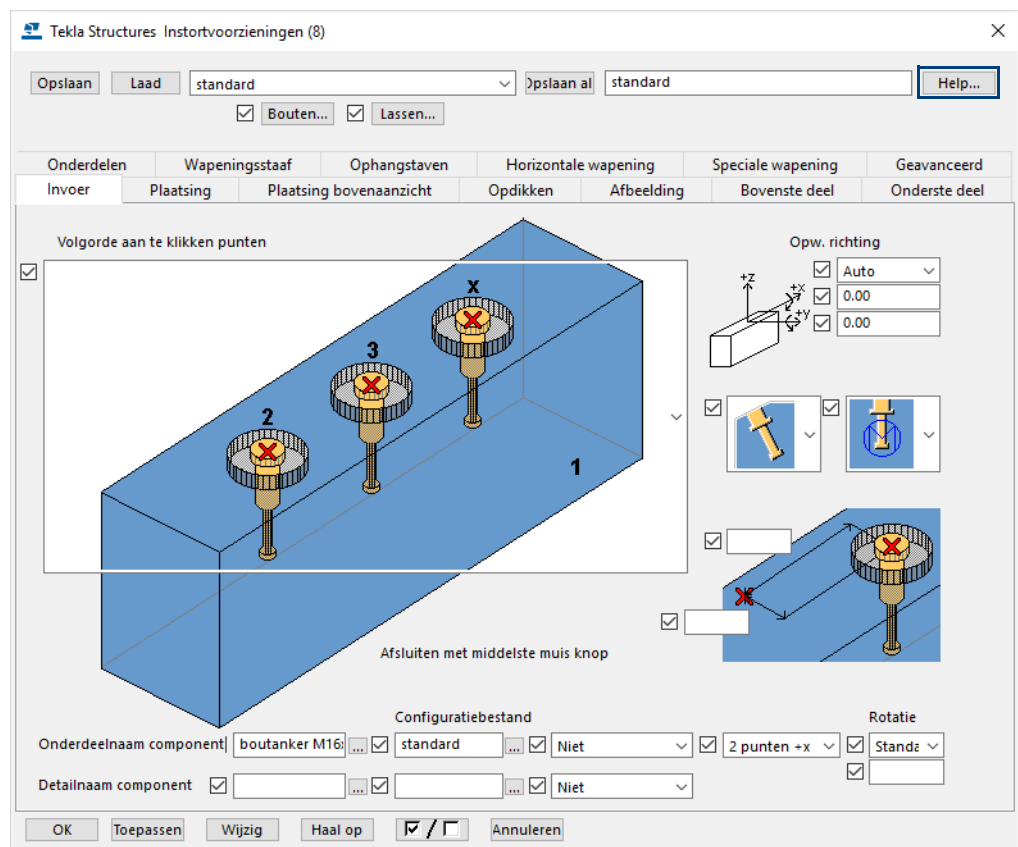 Tekla Structures Instortvoorzieningen (8)
Opslaan Laad standard Opslaan al standard Help...
Bouten... Lassen...
Onderdelen Wapeningsstaaf Ophangstaven Horizontale wapening Speciale wapening Geavanceerd
Invoer Plaatsing Plaatsing bovenaanzicht Opdikken Afbeelding Bovenste deel Onderste deel
Volgorde aan te klikken punten Opw. richting
Auto
0.00
0.00
+z
+x
+y
x
3
2
1
Afsluiten met middelste muis knop
Configuratiebestand Rotatie
Onderdeelnaam component boutanker M16x ... standard ... Niet 2 punten +x Standa
Detailnaam component ... ... Niet
OK Toepassen Wijzig Haal op / Annuleren